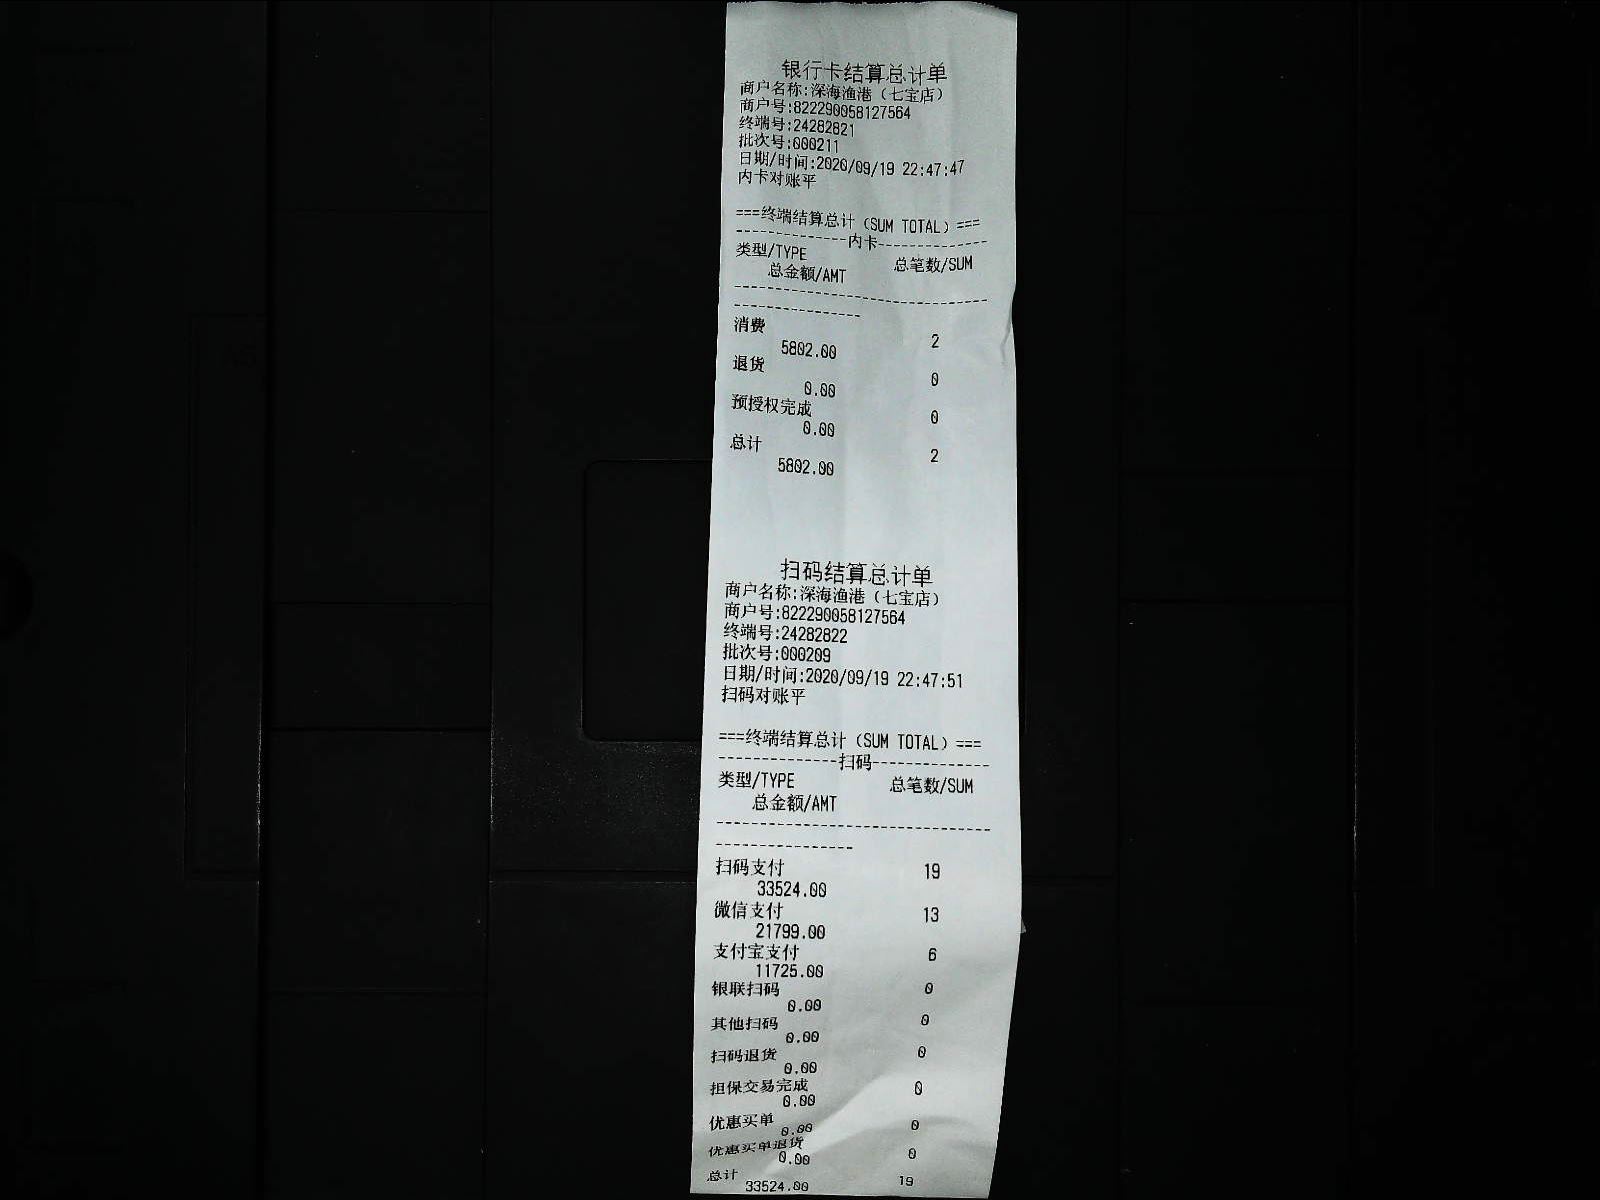 银行卡结算总计单
商户名称:深海渔港（七宝店）
商户号:822290058127564
终端号:24282821
批次号:000211
日期/时间:2020/09/19 22:47:47
内卡对账平
===终端结算总计（SUM TOTAL）===
--------------内卡--------------
类型/TYPE 总笔数/SUM
总金额/AMT
--------------------------------
----------------
消费 2
5802.00
退货 0
0.00
预授权完成 0
0.00
总计 2
5802.00
扫码结算总计单
商户名称:深海渔港（七宝店）
商户号:822290058127564
终端号:24282822
批次号:000209
日期/时间:2020/09/19 22:47:51
扫码对账平
===终端结算总计（SUM TOTAL）===
--------------扫码--------------
类型/TYPE 总笔数/SUM
总金额/AMT
--------------------------------
----------------
扫码支付 19
33524.00
微信支付 13
21799.00
支付宝支付 6
11725.00
银联扫码 0
0.00
其他扫码 0
0.00
扫码退货 0
0.00
担保交易完成 0
0.00
优惠买单 0
0.00
优惠买单退货 0
0.00
总计 19
33524.00